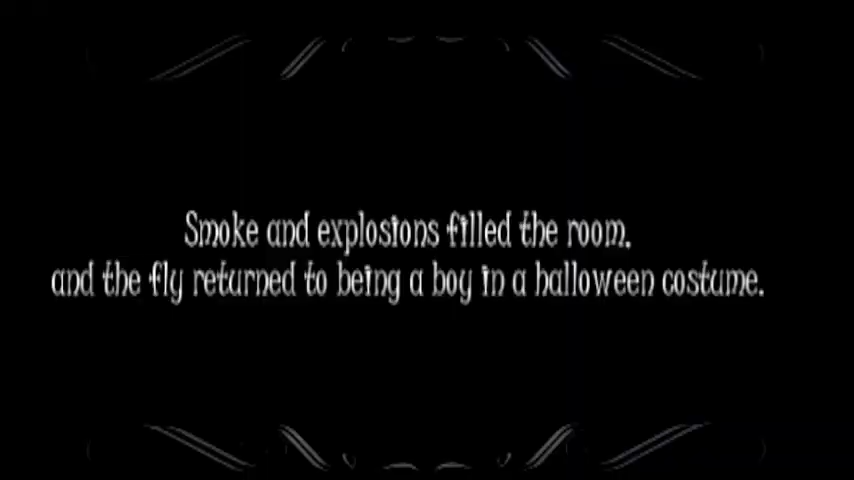 Smoke and explosions filled the room,
and the fly returned to being a boy in a halloween costume.